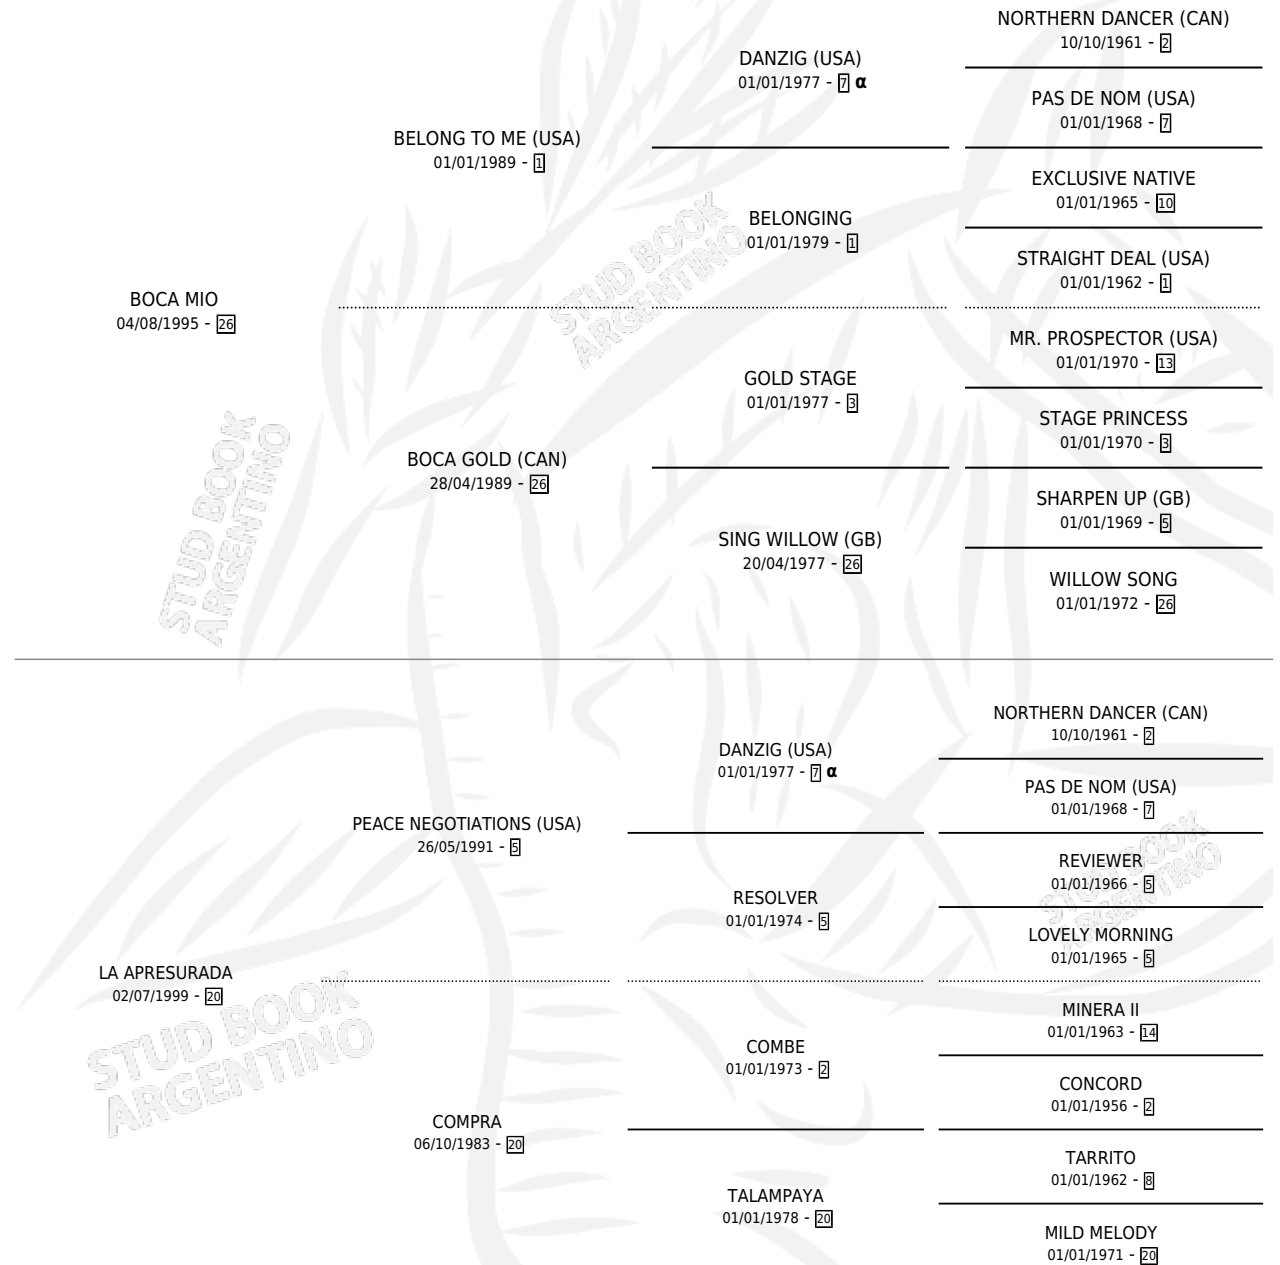 NORTHERN DANCER (CAN)
10/10/1961 - 2
DANZIG (USA)
01/01/1977 - 7 α
PAS DE NOM (USA)
01/01/1968 - 7
BELONG TO ME (USA)
01/01/1989 - 1
EXCLUSIVE NATIVE
01/01/1965 - 10
BELONGING
01/01/1979 - 1
STRAIGHT DEAL (USA)
01/01/1962 - 1
BOCA MIO
04/08/1995 - 26
MR. PROSPECTOR (USA)
01/01/1970 - 13
GOLD STAGE
01/01/1977 - 3
STAGE PRINCESS
01/01/1970 - 3
BOCA GOLD (CAN)
28/04/1989 - 26
SHARPEN UP (GB)
01/01/1969 - 5
SING WILLOW (GB)
20/04/1977 - 26
WILLOW SONG
01/01/1972 - 26
STUD BOOK
ARGENTINO
STUD BOOK
ARGENTINO
NORTHERN DANCER (CAN)
10/10/1961 - 2
DANZIG (USA)
01/01/1977 - 7 α
PAS DE NOM (USA)
01/01/1968 - 7
PEACE NEGOTIATIONS (USA)
26/05/1991 - 5
REVIEWER
01/01/1966 - 5
RESOLVER
01/01/1974 - 5
LOVELY MORNING
01/01/1965 - 5
LA APRESURADA
02/07/1999 - 20
MINERA II
01/01/1963 - 14
COMBE
01/01/1973 - 2
CONCORD
01/01/1956 - 2
COMPRA
06/10/1983 - 20
TARRITO
01/01/1962 - 8
TALAMPAYA
01/01/1978 - 20
MILD MELODY
01/01/1971 - 20
STUD BOOK
ARGENTINO
STUD BOOK
ARGENTINO